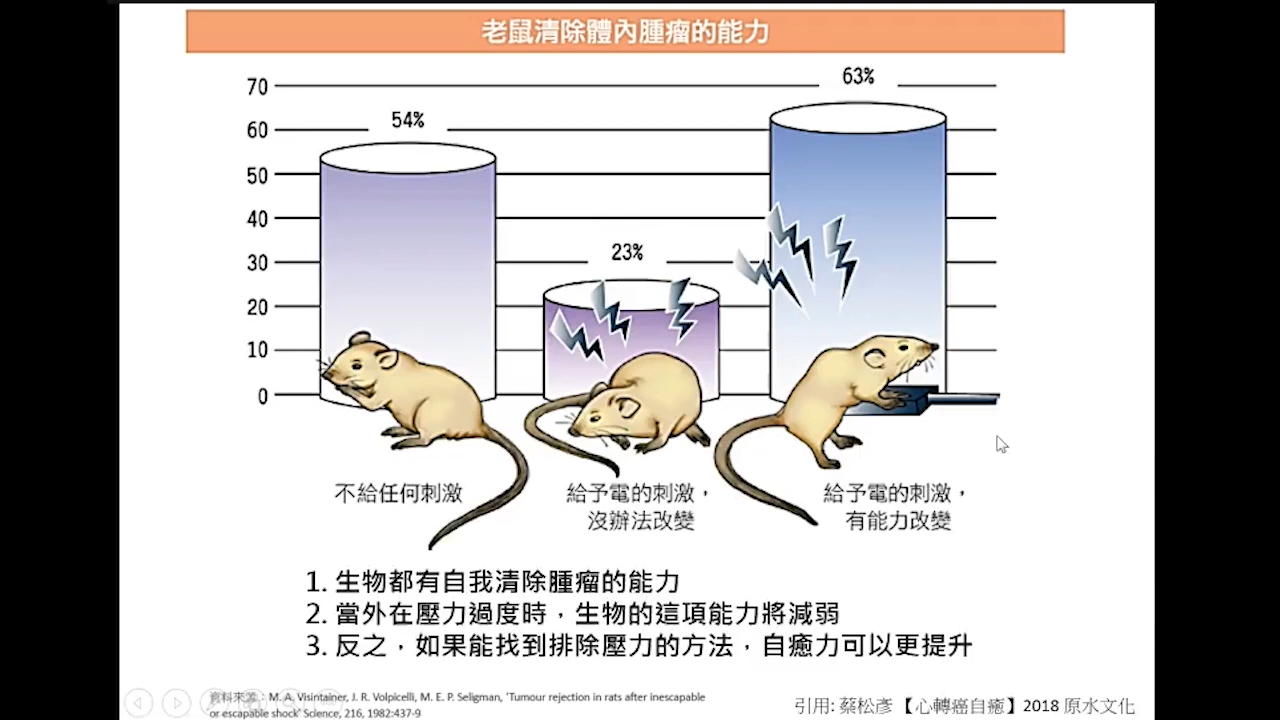 老鼠清除體內腫瘤的能力
70
60
50
40
30
20
10
0
54%
23%
63%
不給任何刺激
給予電的刺激，
沒辦法改變
給予電的刺激，
有能力改變
1. 生物都有自我清除腫瘤的能力
2. 當外在壓力過度時，生物的這項能力將減弱
3. 反之，如果能找到排除壓力的方法，自癒力可以更提升
資料來源：M. A. Visintainer, J. R. Volpicelli, M. E. P. Seligman, 'Tumour rejection in rats after inescapable
or escapable shock' Science, 216, 1982:437-9
引用: 蔡松彥 【心轉癌自癒】2018 原水文化